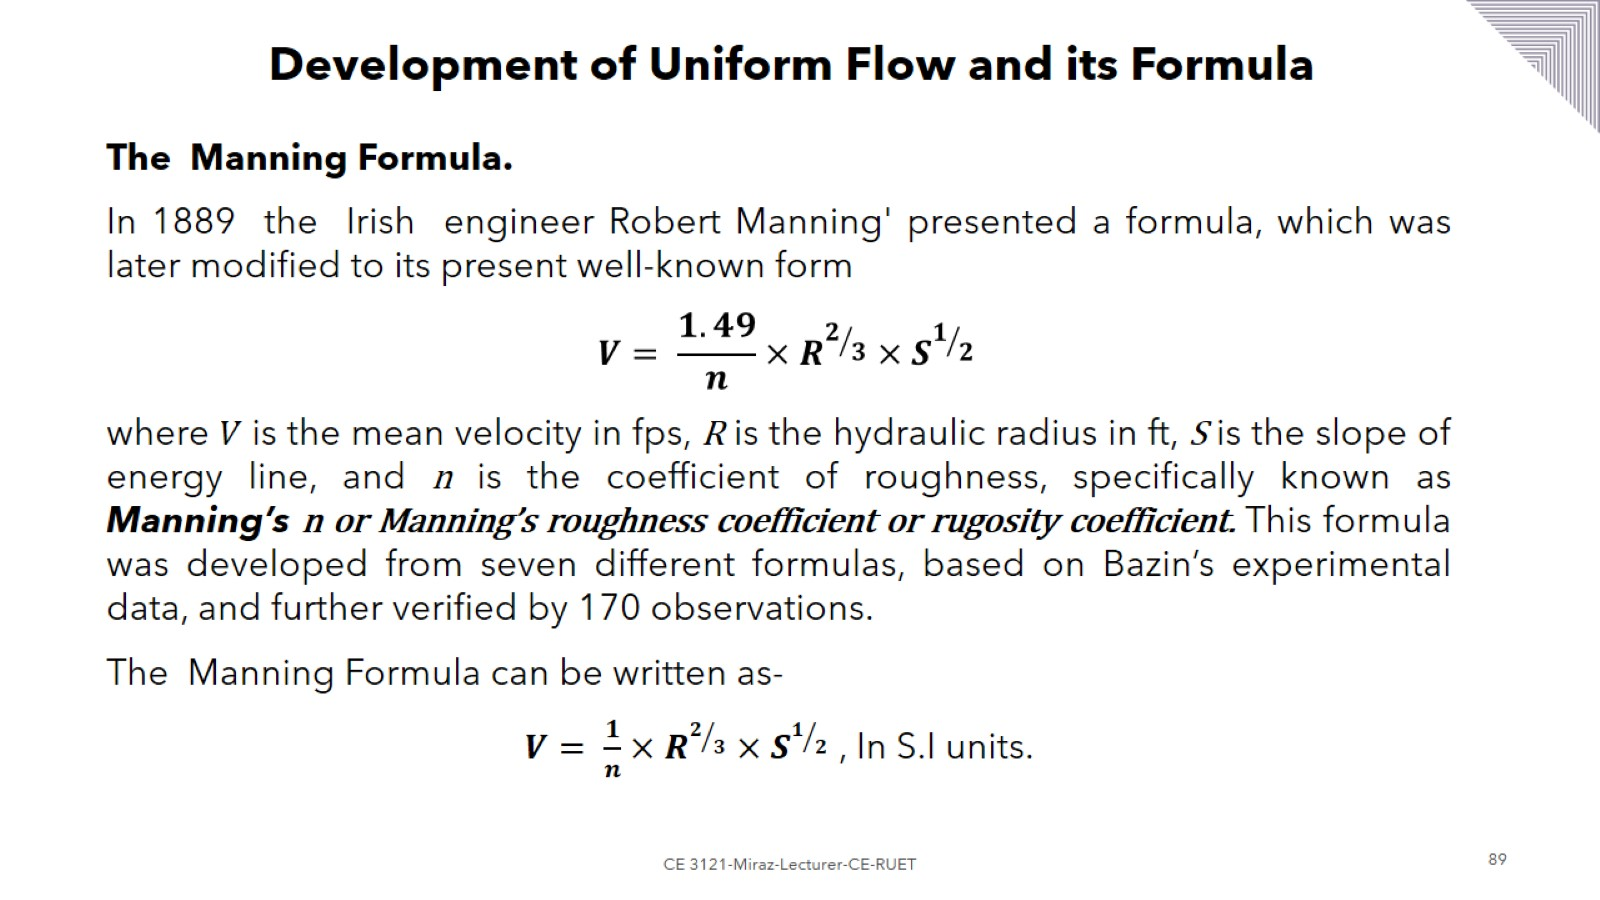 Development of Uniform Flow and its Formula
The Manning Formula.
In 1889 the Irish engineer Robert Manning' presented a formula, which was
later modified to its present well-known form
V = 1.49/n × R^2/3 × S^1/2
where V is the mean velocity in fps, R is the hydraulic radius in ft, S is the slope of
energy line, and n is the coefficient of roughness, specifically known as
Manning’s n or Manning’s roughness coefficient or rugosity coefficient. This formula
was developed from seven different formulas, based on Bazin’s experimental
data, and further verified by 170 observations.
The Manning Formula can be written as-
V = 1/n × R^2/3 × S^1/2 , In S.I units.
CE 3121-Miraz-Lecturer-CE-RUET
89